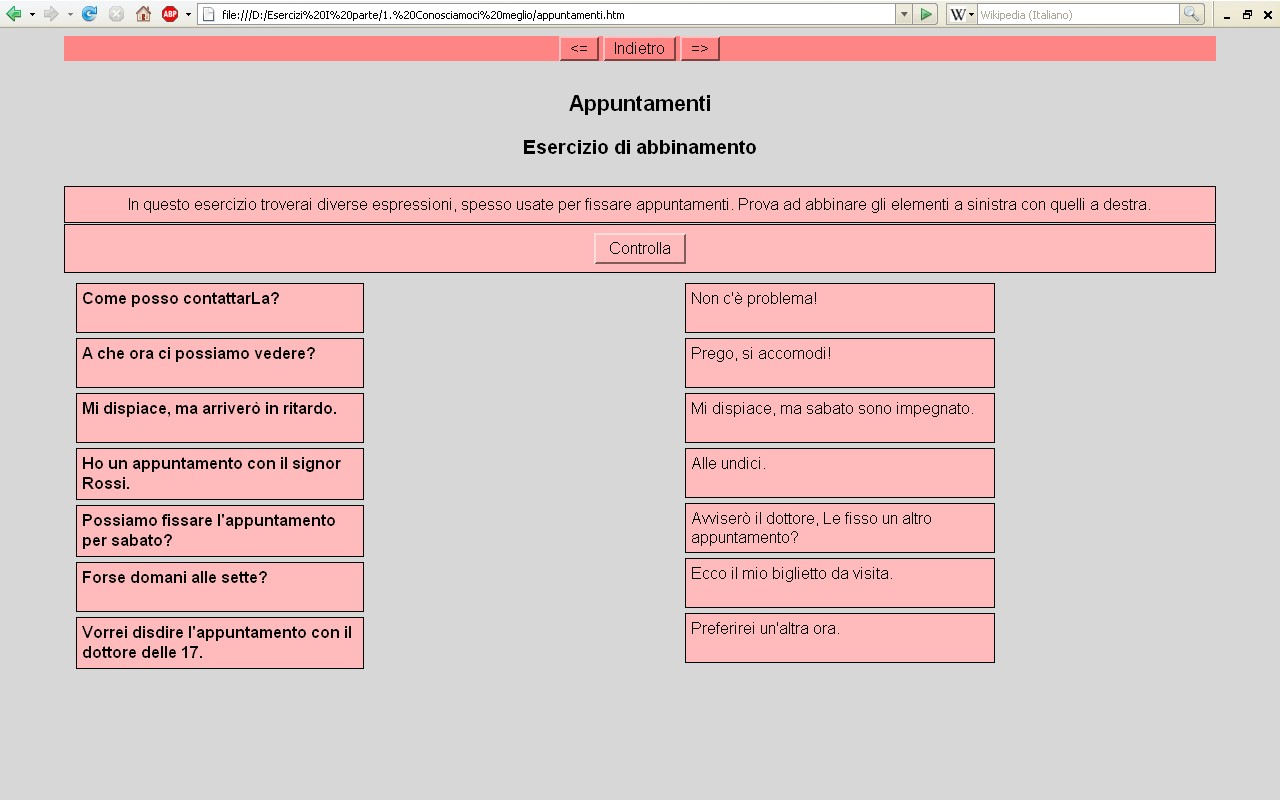 file:///D:/Esercizi%20I%20parte/1.%20Conosciamoci%20meglio/appuntamenti.htm
W
Wikipedia (Italiano)
ABP
<= Indietro =>
Appuntamenti
Esercizio di abbinamento
In questo esercizio troverai diverse espressioni, spesso usate per fissare appuntamenti. Prova ad abbinare gli elementi a sinistra con quelli a destra.
Controlla
Come posso contattarLa?
Non c'è problema!
A che ora ci possiamo vedere?
Prego, si accomodi!
Mi dispiace, ma arriverò in ritardo.
Mi dispiace, ma sabato sono impegnato.
Ho un appuntamento con il signor
Rossi.
Alle undici.
Possiamo fissare l'appuntamento
per sabato?
Avviserò il dottore, Le fisso un altro
appuntamento?
Forse domani alle sette?
Ecco il mio biglietto da visita.
Vorrei disdire l'appuntamento con il
dottore delle 17.
Preferirei un'altra ora.